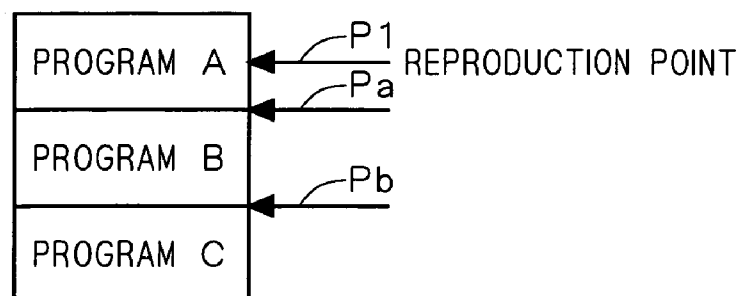 P1
PROGRAM A
REPRODUCTION POINT
Pa
PROGRAM B
Pb
PROGRAM C